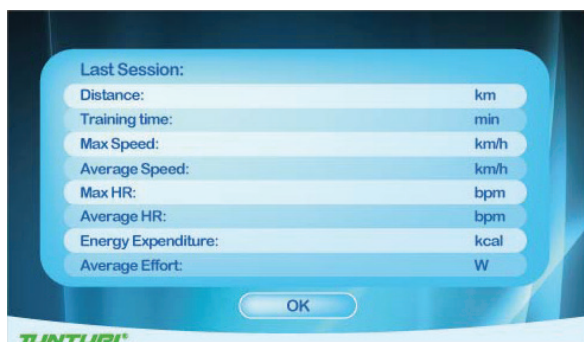 Last Session:
Distance: km
Training time: min
Max Speed: km/h
Average Speed: km/h
Max HR: bpm
Average HR: bpm
Energy Expenditure: kcal
Average Effort: W
OK
TUNTURI®